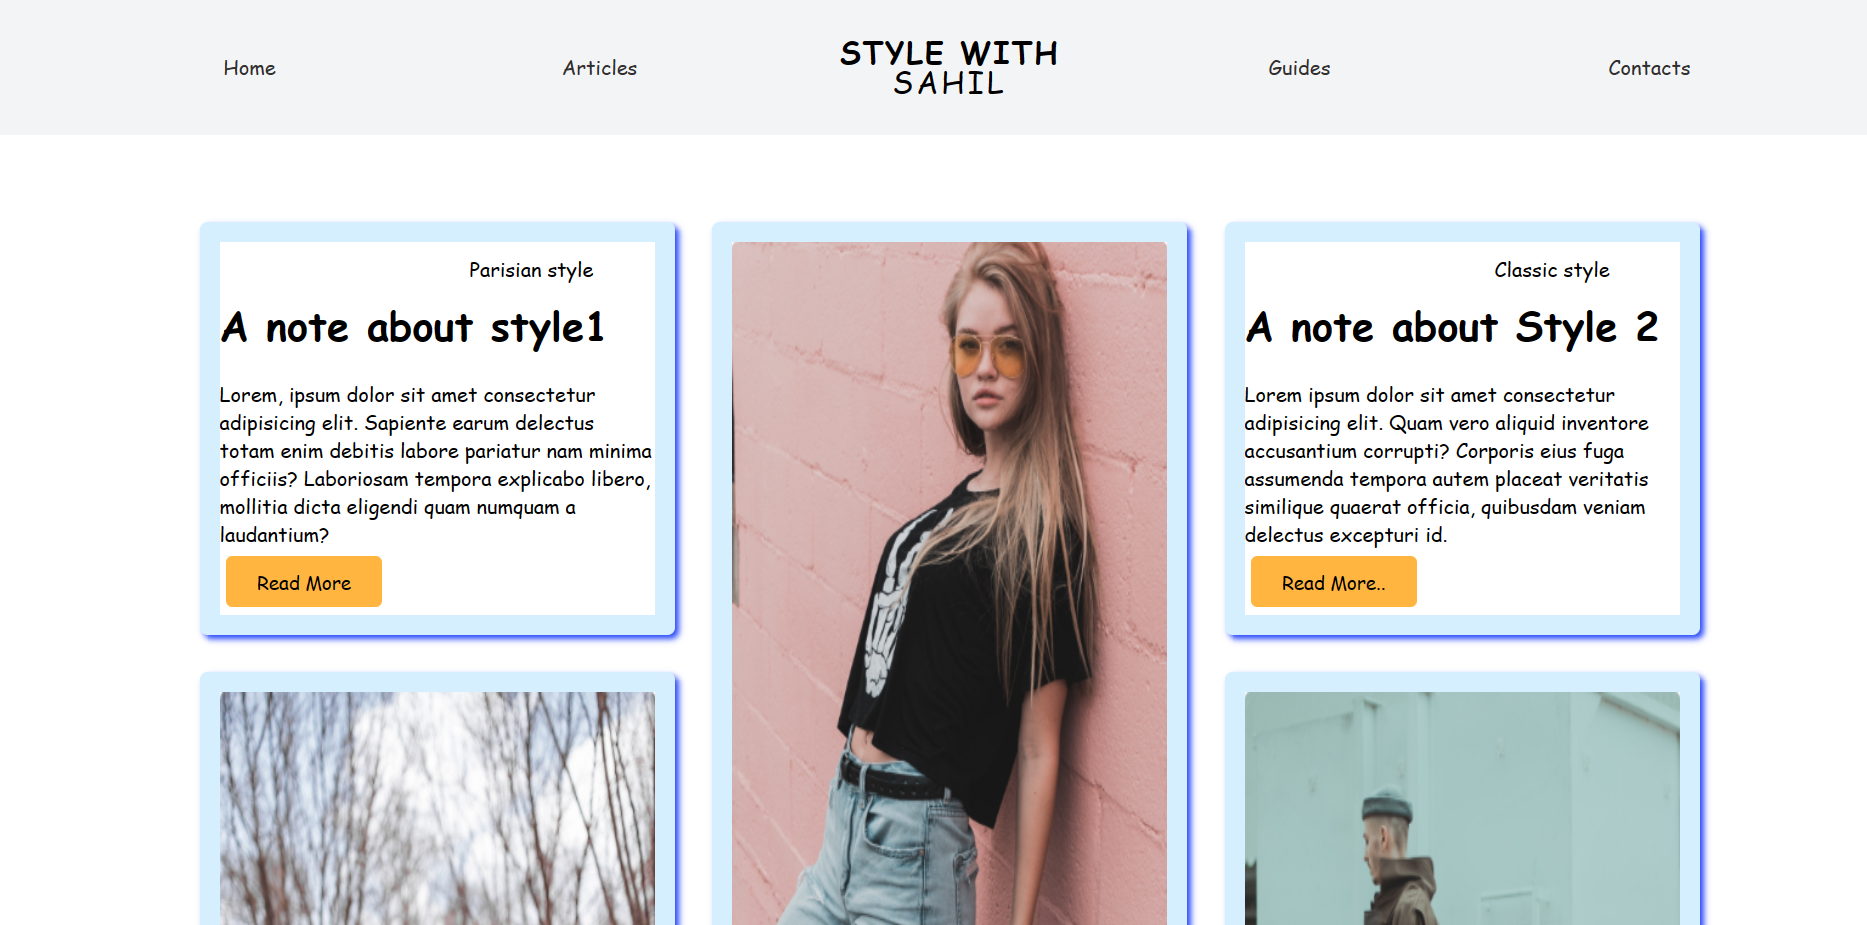 Home
Articles
STYLE WITH
SAHIL
Guides
Contacts
Parisian style
A note about style1
Lorem, ipsum dolor sit amet consectetur
adipisicing elit. Sapiente earum delectus
totam enim debitis labore pariatur nam minima
officiis? Laboriosam tempora explicabo libero,
mollitia dicta eligendi quam numquam a
laudantium?
Read More
Classic style
A note about Style 2
Lorem ipsum dolor sit amet consectetur
adipisicing elit. Quam vero aliquid inventore
accusantium corrupti? Corporis eius fuga
assumenda tempora autem placeat veritatis
similique quaerat officia, quibusdam veniam
delectus excepturi id.
Read More..